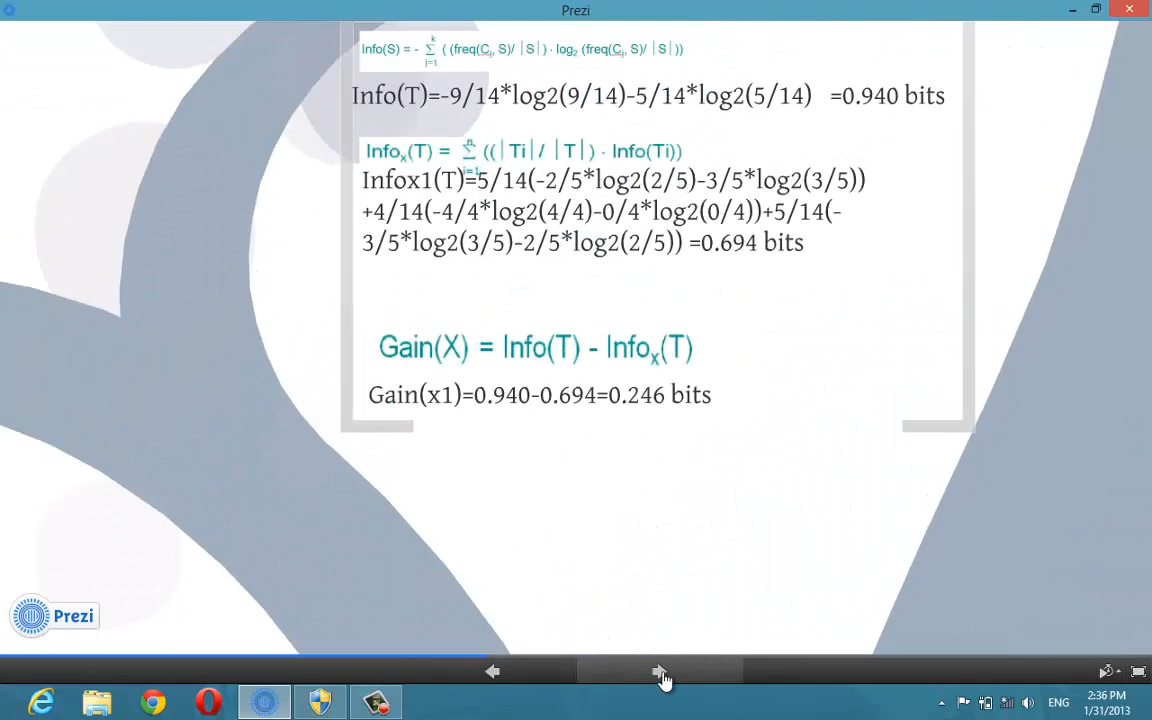 Prezi
Info(S) = - k Σ j=1 ( (freq(Cj, S)/ |S|) · log2 (freq(Cj, S)/ |S|))
Info(T)=-9/14*log2(9/14)-5/14*log2(5/14) =0.940 bits
Infox(T) = n Σ i=1 ((|Ti|/ |T|) · Info(Ti))
Infox1(T)=5/14(-2/5*log2(2/5)-3/5*log2(3/5))
+4/14(-4/4*log2(4/4)-0/4*log2(0/4))+5/14(-
3/5*log2(3/5)-2/5*log2(2/5)) =0.694 bits
Gain(X) = Info(T) - Infox(T)
Gain(x1)=0.940-0.694=0.246 bits
Prezi
ENG
2:36 PM
1/31/2013